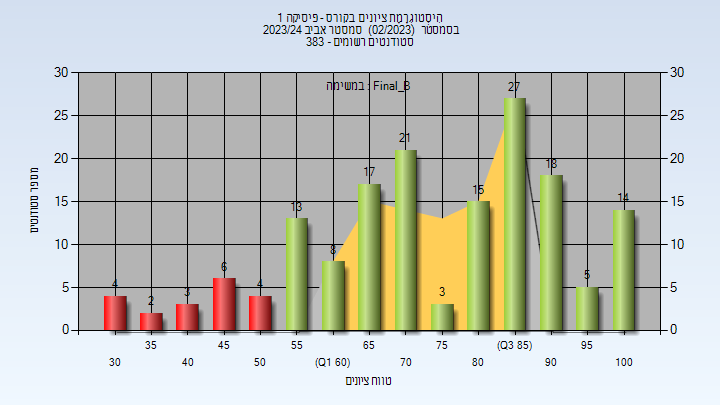 היסטוגרמת ציונים בקורס - פיסיקה 1
בסמסטר (02/2023) סמסטר אביב 2023/24
סטודנטים רשומים - 383
במשימה : Final_B
30 30
25 25
20 20
15 15
10 10
5 5
0 0
מספר סטודנטים
4 2 3 6 4 13 8 17 21 3 15 27 18 5 14
35 45 55 65 75 (Q3 85) 95
30 40 50 (Q1 60) 70 80 90 100
טווח ציונים